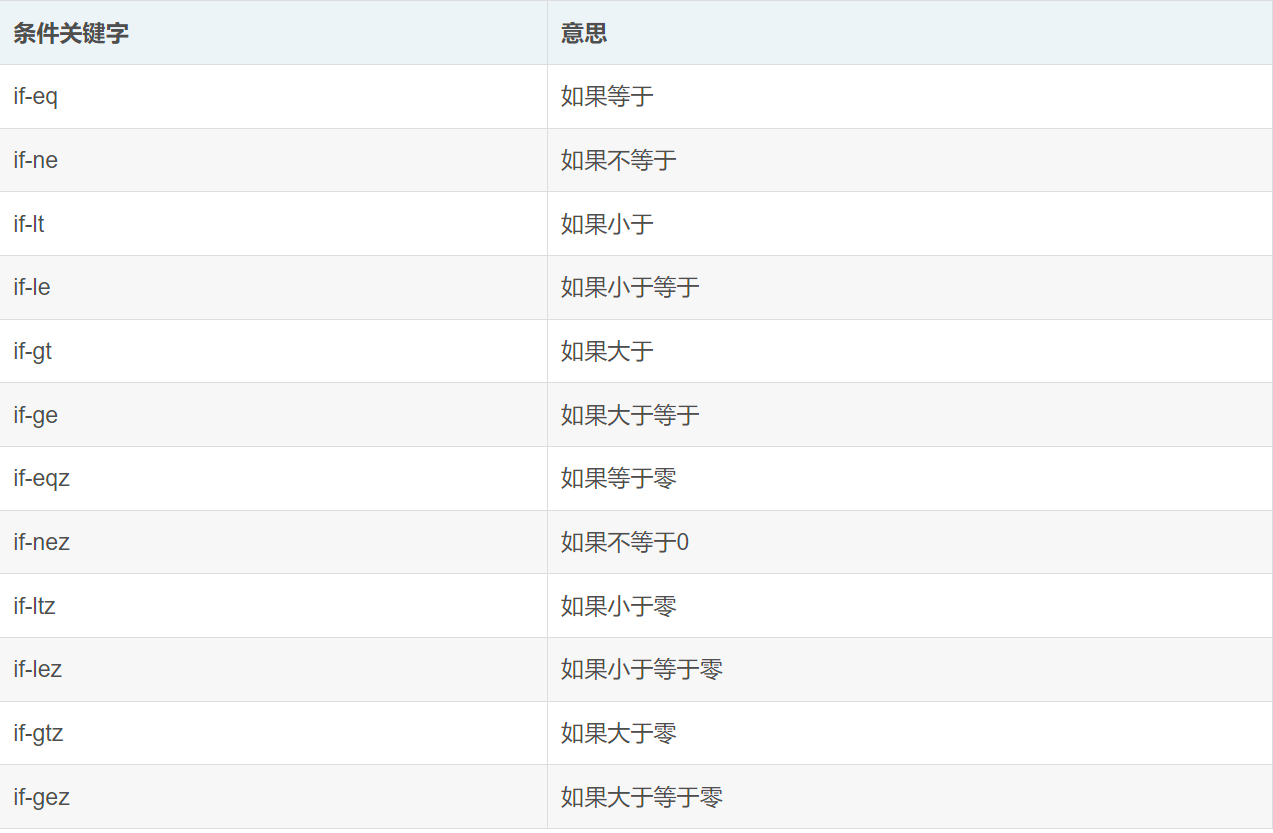 条件关键字 意思
if-eq 如果等于
if-ne 如果不等于
if-lt 如果小于
if-le 如果小于等于
if-gt 如果大于
if-ge 如果大于等于
if-eqz 如果等于零
if-nez 如果不等于0
if-ltz 如果小于零
if-lez 如果小于等于零
if-gtz 如果大于零
if-gez 如果大于等于零